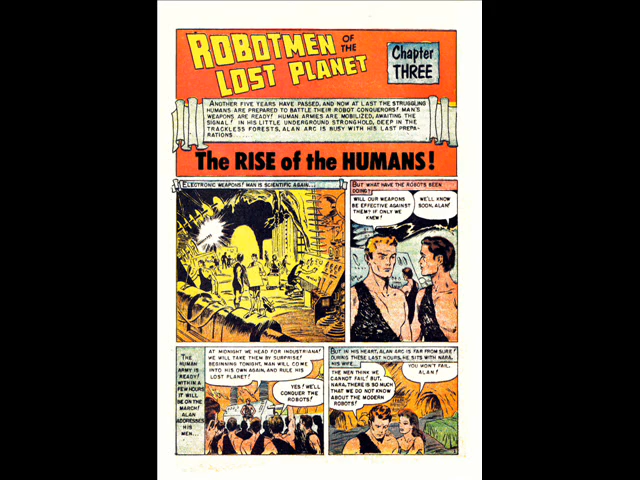 ROBOTMEN OF THE
LOST PLANET
Chapter
THREE
ANOTHER FIVE YEARS HAVE PASSED, AND NOW AT LAST THE STRUGGLING
HUMANS ARE PREPARED TO BATTLE THEIR ROBOT CONQUERORS! MAN'S
WEAPONS ARE READY! HUMAN ARMIES ARE MOBILIZED, AWAITING THE
SIGNAL! IN HIS LITTLE UNDERGROUND STRONGHOLD, DEEP IN THE
TRACKLESS FORESTS, ALAN ARC IS BUSY WITH HIS LAST PREPA-
RATIONS......
The RISE of the HUMANS!
ELECTRONIC WEAPONS! MAN IS SCIENTIFIC AGAIN...
BUT WHAT HAVE THE ROBOTS BEEN
DOING?
WILL OUR WEAPONS
BE EFFECTIVE AGAINST
THEM? IF ONLY WE
KNEW!
WE'LL KNOW
SOON, ALAN!
THE
HUMAN
ARMY IS
READY!
WITHIN A
FEW HOURS
IT WILL
BE ON THE
MARCH!
ALAN
ADDRESSES
HIS
MEN...
AT MIDNIGHT WE HEAD FOR INDUSTRIANA!
WE WILL TAKE THEM BY SURPRISE!
BEGINNING TONIGHT, MAN WILL COME
INTO HIS OWN AGAIN, AND RULE HIS
LOST PLANET!
YES! WE'LL
CONQUER THE
ROBOTS!
BUT IN HIS HEART, ALAN ARC IS FAR FROM SURE!
DURING THESE LAST HOURS, HE SITS WITH NARA,
HIS WIFE...
THE MEN THINK WE
CANNOT FAIL! BUT,
NARA, THERE IS SO MUCH
THAT WE DO NOT KNOW
ABOUT THE MODERN
ROBOTS!
YOU WON'T FAIL,
ALAN!